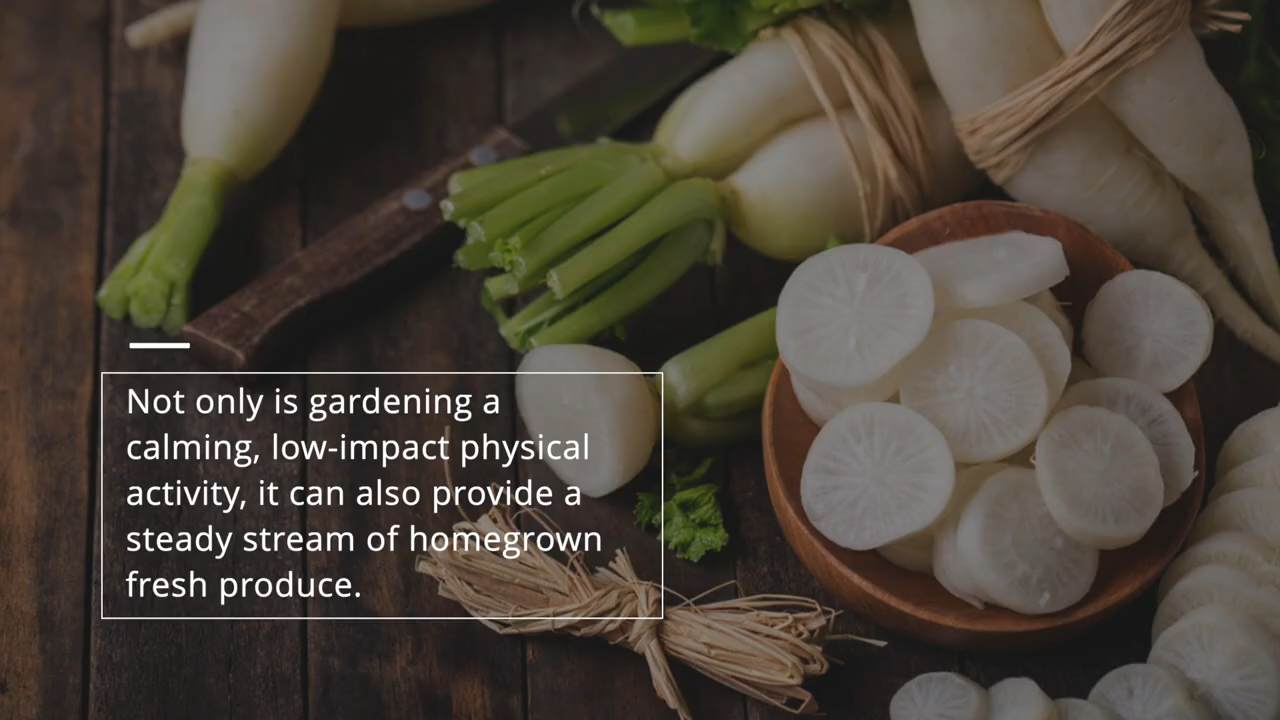 Not only is gardening a
calming, low-impact physical
activity, it can also provide a
steady stream of homegrown
fresh produce.